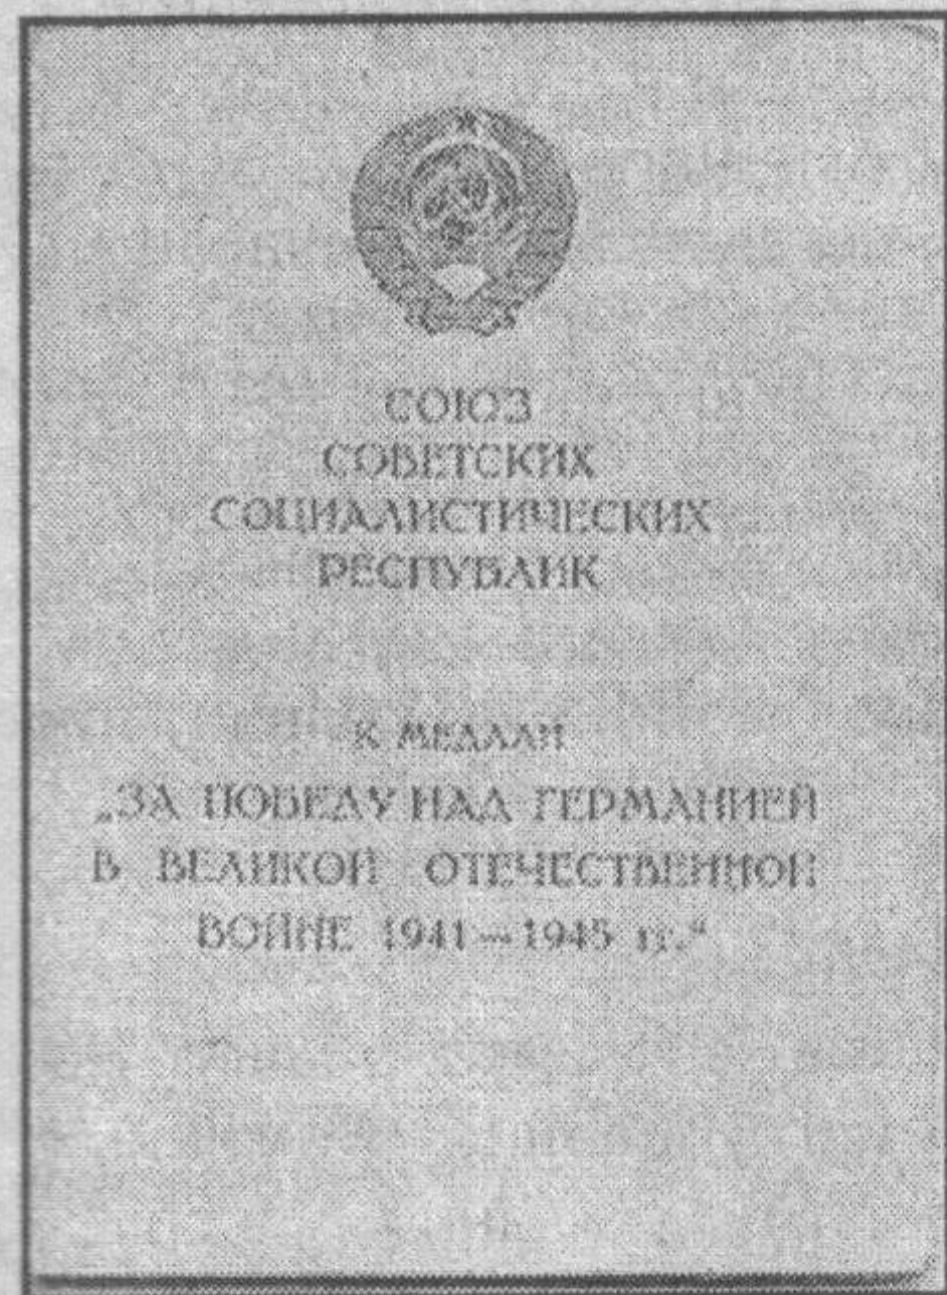 СОЮЗ
СОВЕТСКИХ
СОЦИАЛИСТИЧЕСКИХ
РЕСПУБЛИК
К МЕДАЛИ
„ЗА ПОБЕДУ НАД ГЕРМАНИЕЙ
В ВЕЛИКОЙ ОТЕЧЕСТВЕННОЙ
ВОЙНЕ 1941—1945 гг.“